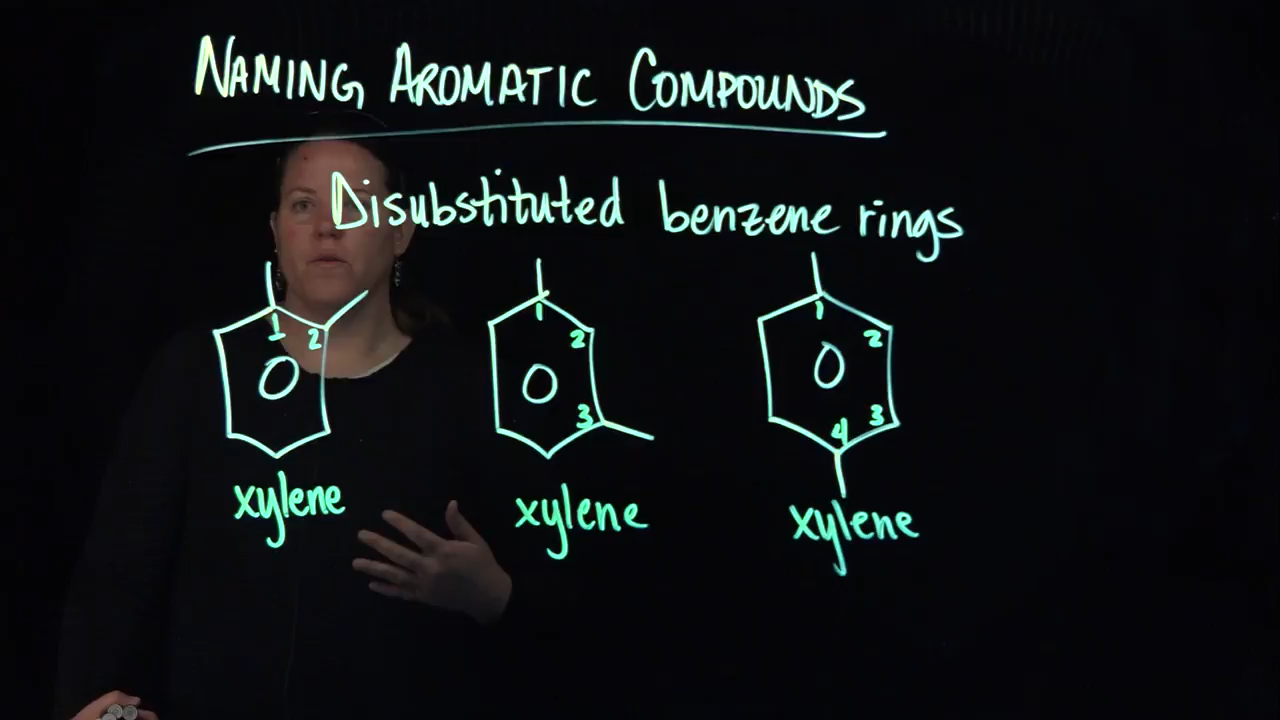 NAMING AROMATIC COMPOUNDS
Disubstituted benzene rings
1 2
1 2 3
1 2 3 4
xylene xylene xylene